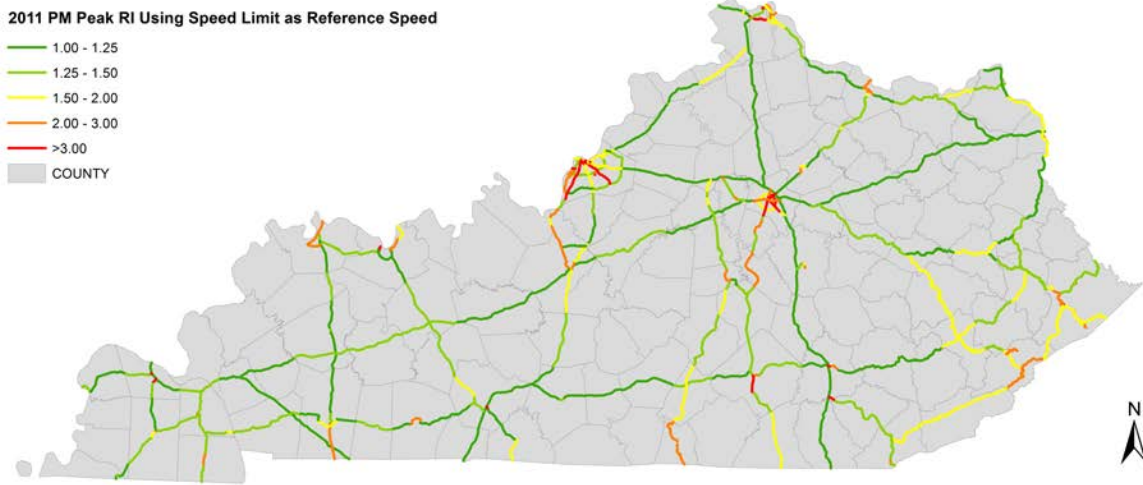 2011 PM Peak RI Using Speed Limit as Reference Speed
1.00 - 1.25
1.25 - 1.50
1.50 - 2.00
2.00 - 3.00
>3.00
COUNTY
N